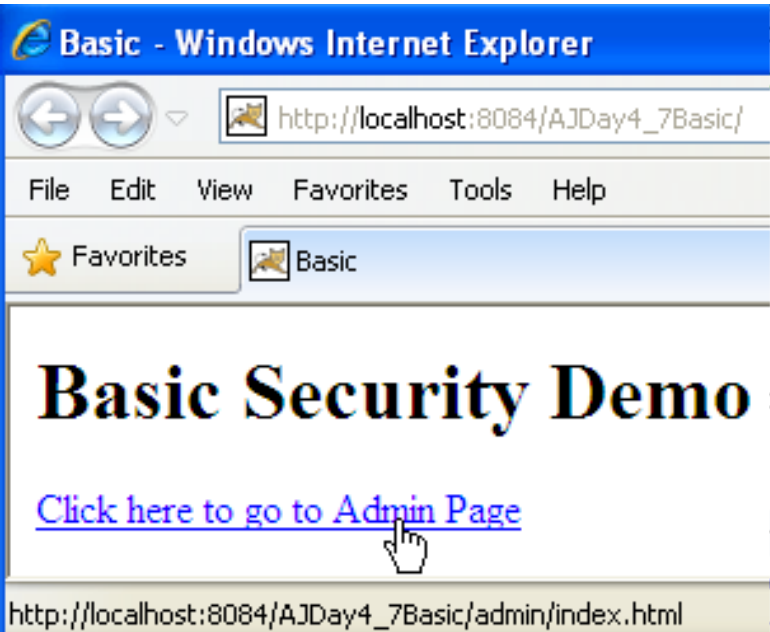 Basic - Windows Internet Explorer
http://localhost:8084/AJDay4_7Basic/
File Edit View Favorites Tools Help
Favorites Basic
Basic Security Demo
Click here to go to Admin Page
http://localhost:8084/AJDay4_7Basic/admin/index.html